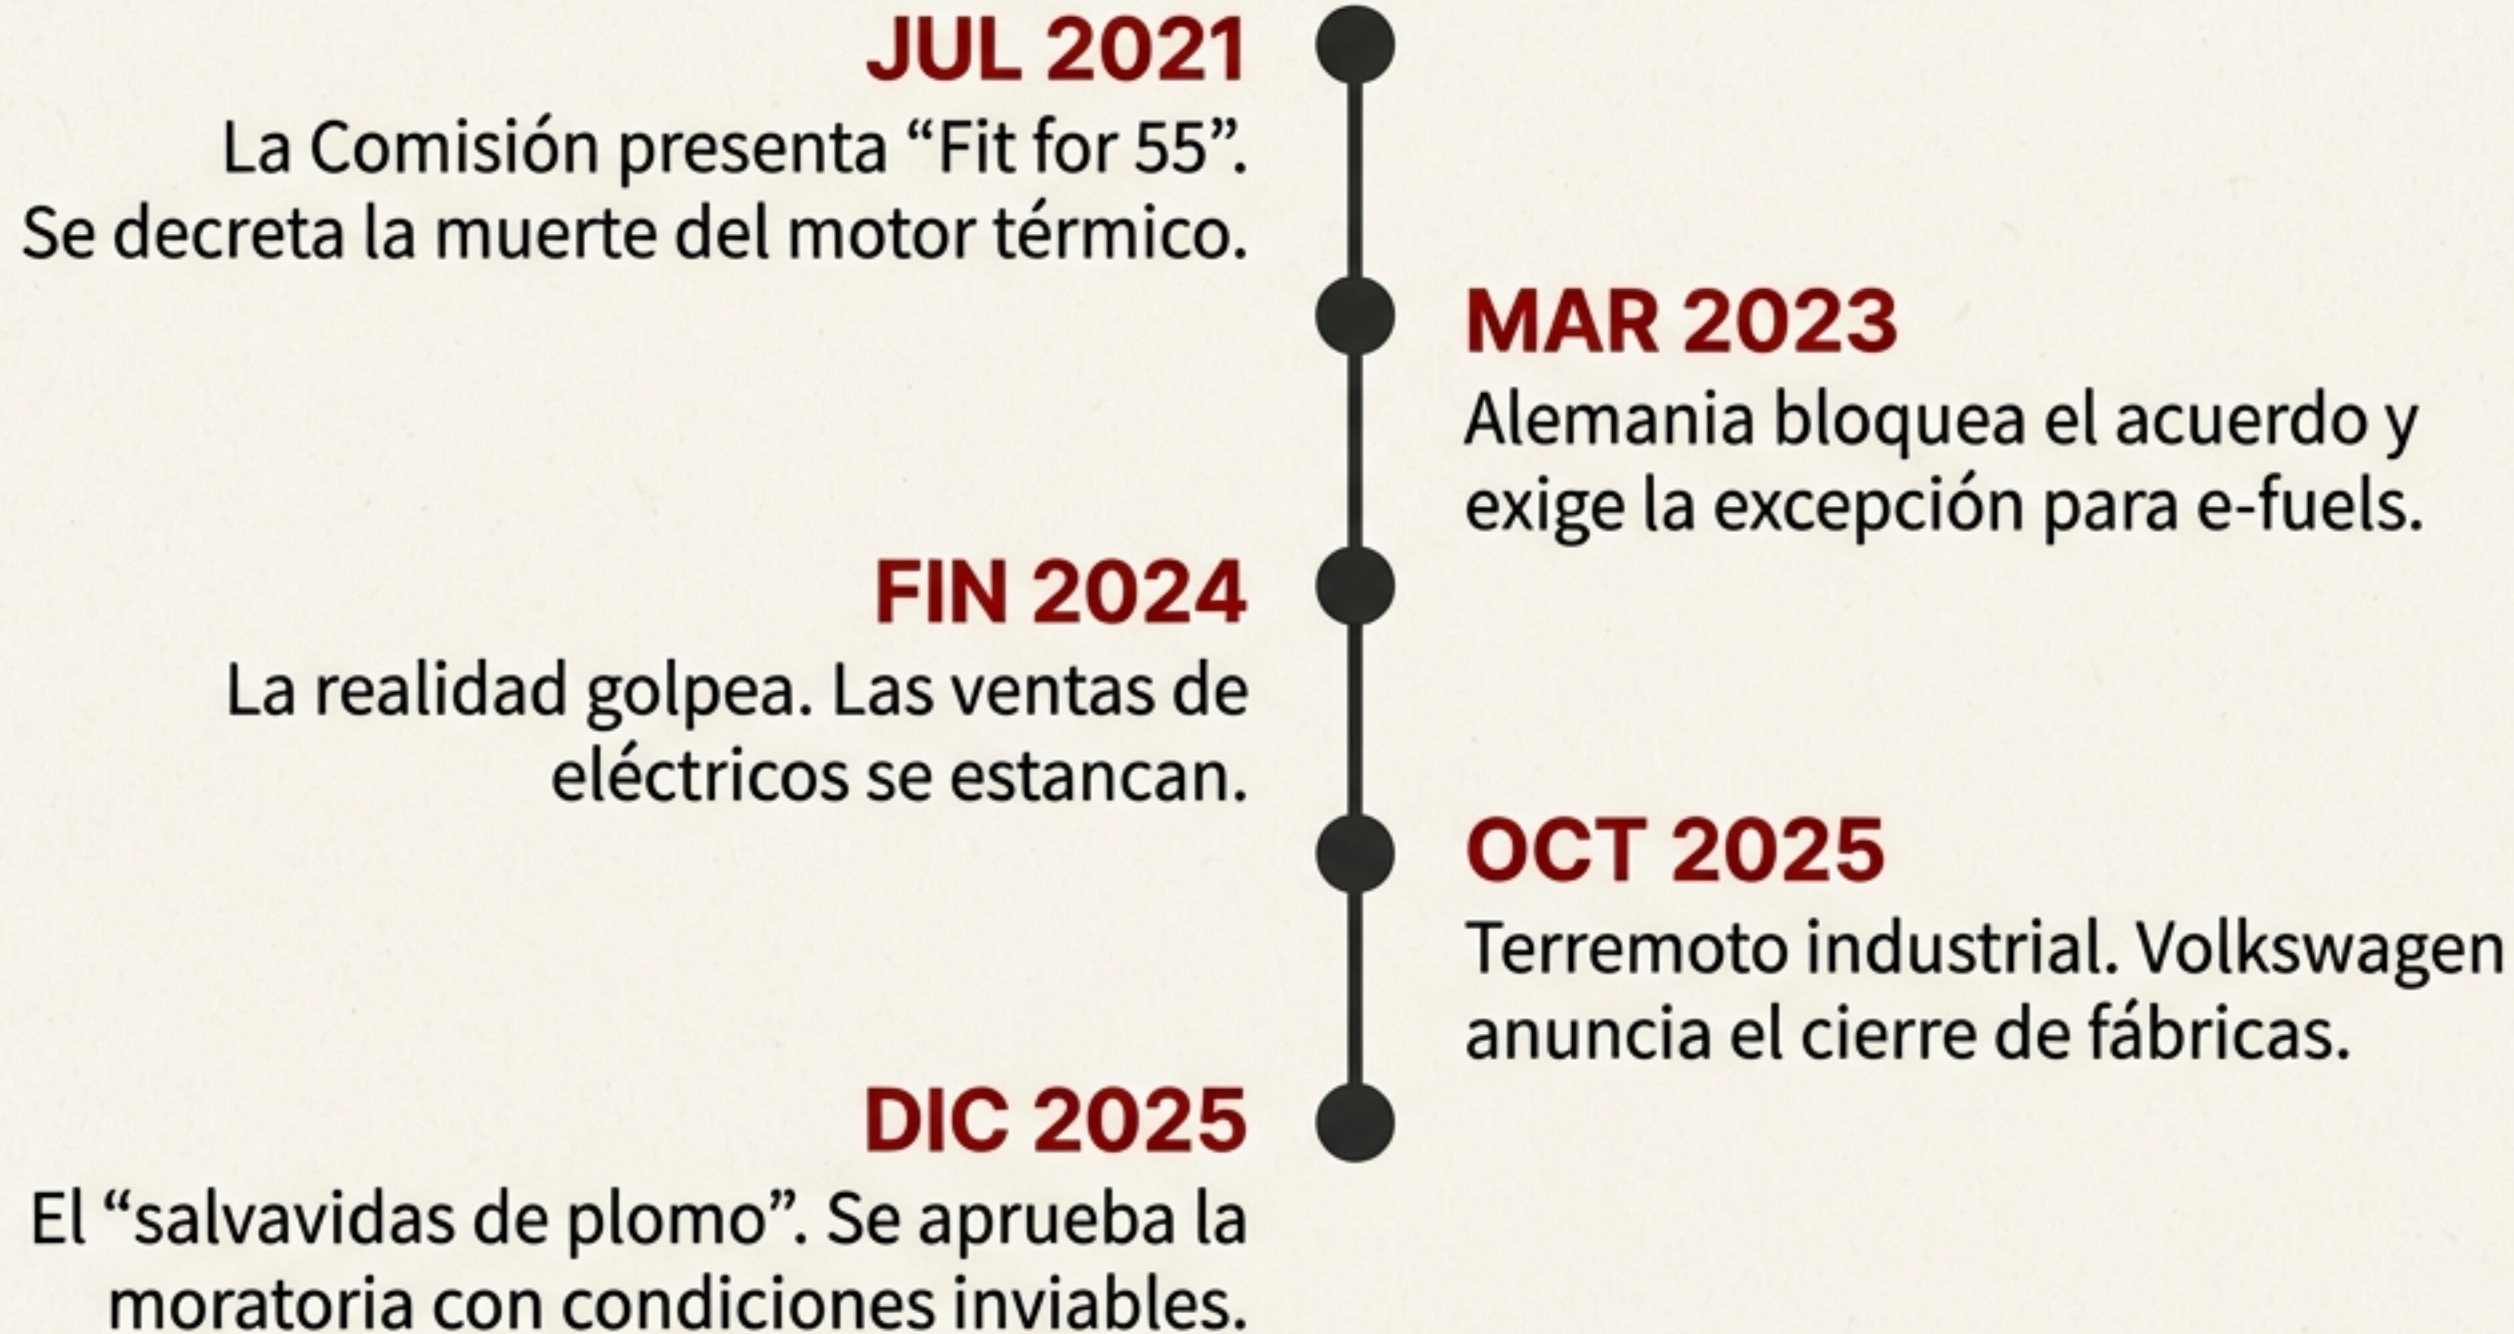 JUL 2021
La Comisión presenta “Fit for 55”.
Se decreta la muerte del motor térmico.
MAR 2023
Alemania bloquea el acuerdo y
exige la excepción para e-fuels.
FIN 2024
La realidad golpea. Las ventas de
eléctricos se estancan.
OCT 2025
Terremoto industrial. Volkswagen
anuncia el cierre de fábricas.
DIC 2025
El “salvavidas de plomo”. Se aprueba la
moratoria con condiciones inviables.